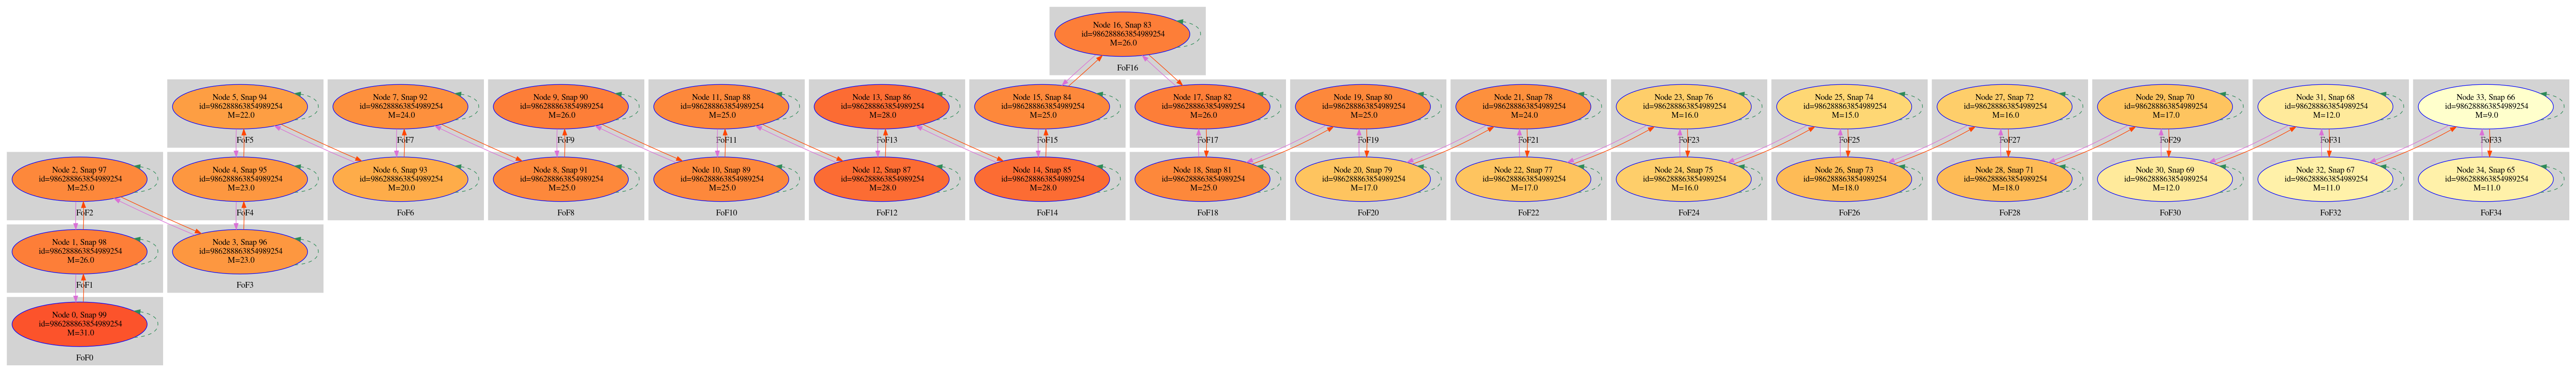 Node 16, Snap 83
id=986288863854989254
M=26.0
FoF16
Node 5, Snap 94
id=986288863854989254
M=22.0
FoF5
Node 7, Snap 92
id=986288863854989254
M=24.0
FoF7
Node 9, Snap 90
id=986288863854989254
M=26.0
FoF9
Node 11, Snap 88
id=986288863854989254
M=25.0
FoF11
Node 13, Snap 86
id=986288863854989254
M=28.0
FoF13
Node 15, Snap 84
id=986288863854989254
M=25.0
FoF15
Node 17, Snap 82
id=986288863854989254
M=26.0
FoF17
Node 19, Snap 80
id=986288863854989254
M=25.0
FoF19
Node 21, Snap 78
id=986288863854989254
M=24.0
FoF21
Node 23, Snap 76
id=986288863854989254
M=16.0
FoF23
Node 25, Snap 74
id=986288863854989254
M=15.0
FoF25
Node 27, Snap 72
id=986288863854989254
M=16.0
FoF27
Node 29, Snap 70
id=986288863854989254
M=17.0
FoF29
Node 31, Snap 68
id=986288863854989254
M=12.0
FoF31
Node 33, Snap 66
id=986288863854989254
M=9.0
FoF33
Node 2, Snap 97
id=986288863854989254
M=25.0
FoF2
Node 4, Snap 95
id=986288863854989254
M=23.0
FoF4
Node 6, Snap 93
id=986288863854989254
M=20.0
FoF6
Node 8, Snap 91
id=986288863854989254
M=25.0
FoF8
Node 10, Snap 89
id=986288863854989254
M=25.0
FoF10
Node 12, Snap 87
id=986288863854989254
M=28.0
FoF12
Node 14, Snap 85
id=986288863854989254
M=28.0
FoF14
Node 18, Snap 81
id=986288863854989254
M=25.0
FoF18
Node 20, Snap 79
id=986288863854989254
M=17.0
FoF20
Node 22, Snap 77
id=986288863854989254
M=17.0
FoF22
Node 24, Snap 75
id=986288863854989254
M=16.0
FoF24
Node 26, Snap 73
id=986288863854989254
M=18.0
FoF26
Node 28, Snap 71
id=986288863854989254
M=18.0
FoF28
Node 30, Snap 69
id=986288863854989254
M=12.0
FoF30
Node 32, Snap 67
id=986288863854989254
M=11.0
FoF32
Node 34, Snap 65
id=986288863854989254
M=11.0
FoF34
Node 1, Snap 98
id=986288863854989254
M=26.0
FoF1
Node 3, Snap 96
id=986288863854989254
M=23.0
FoF3
Node 0, Snap 99
id=986288863854989254
M=31.0
FoF0